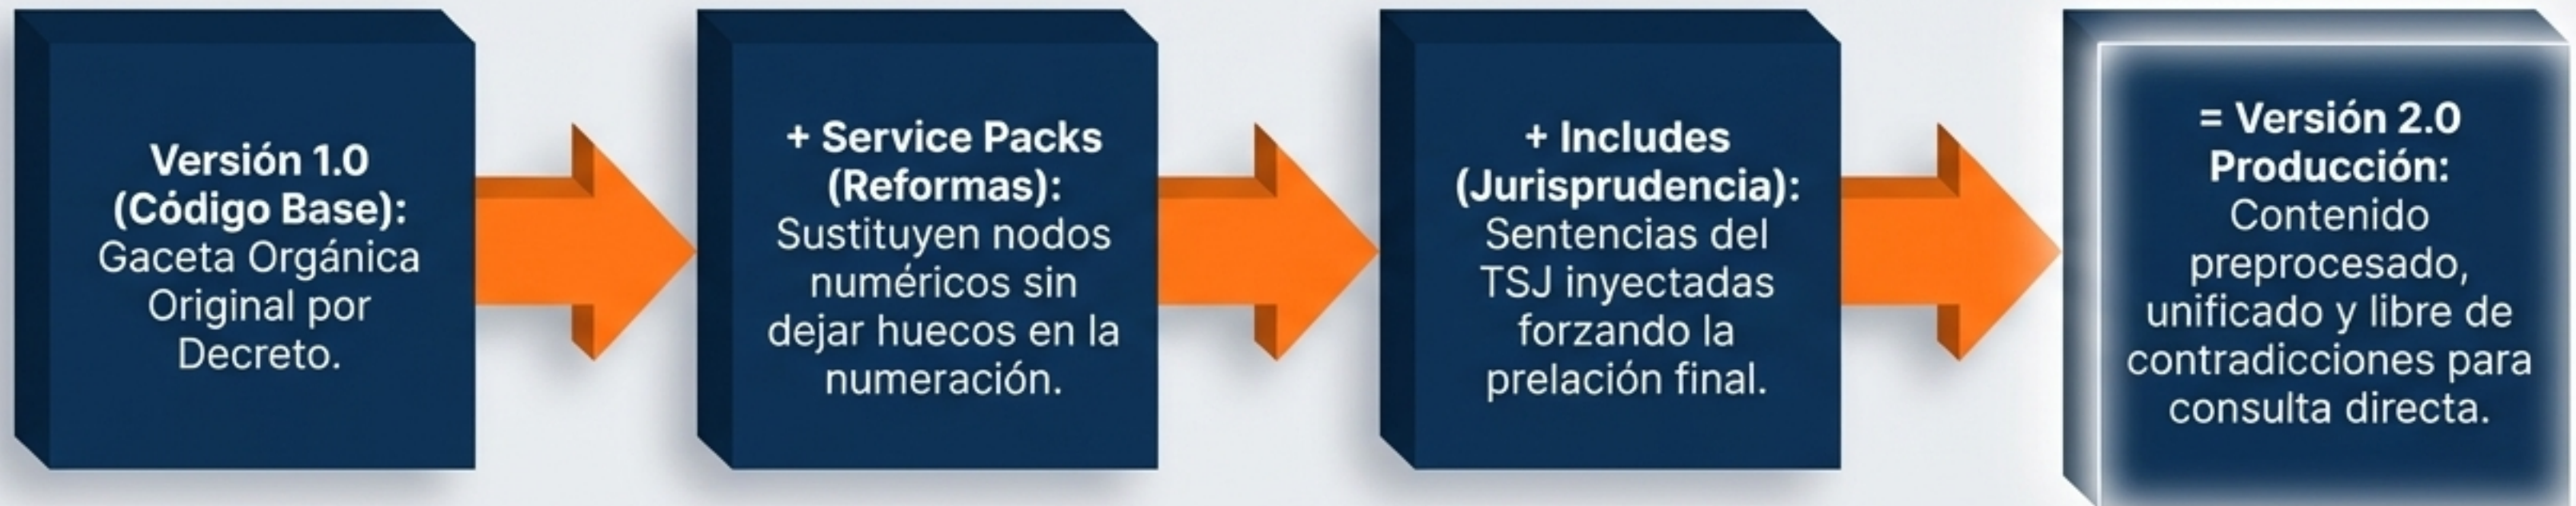 Versión 1.0
(Código Base):
Gaceta Orgánica
Original por
Decreto.
+ Service Packs
(Reformas):
Sustituyen nodos
numéricos sin
dejar huecos en la
numeración.
+ Includes
(Jurisprudencia):
Sentencias del
TSJ inyectadas
forzando la
prelación final.
= Versión 2.0
Producción:
Contenido
preprocesado,
unificado y libre de
contradicciones para
consulta directa.